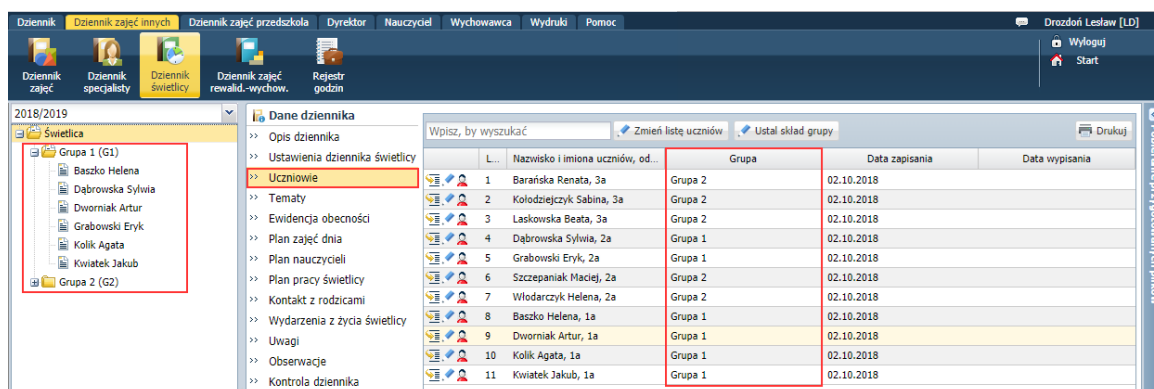 Dziennik Dziennik zajęć innych Dziennik zajęć przedszkola Dyrektor Nauczyciel Wychowawca Wydruki Pomoc Drozdoń Lesław [LD]
Wyloguj
Start
Dziennik zajęć
Dziennik specjalisty
Dziennik świetlicy
Dziennik zajęć rewalid.-wychow.
Rejestr godzin
2018/2019
Świetlica
Grupa 1 (G1)
Baszko Helena
Dąbrowska Sylwia
Dworniak Artur
Grabowski Eryk
Kolik Agata
Kwiatek Jakub
Grupa 2 (G2)
Dane dziennika
Opis dziennika
Ustawienia dziennika świetlicy
Uczniowie
Tematy
Ewidencja obecności
Plan zajęć dnia
Plan nauczycieli
Plan pracy świetlicy
Kontakt z rodzicami
Wydarzenia z życia świetlicy
Uwagi
Obserwacje
Kontrola dziennika
Wpisz, by wyszukać Zmień listę uczniów Ustal skład grupy Drukuj
L... Nazwisko i imiona uczniów, od... Grupa Data zapisania Data wypisania
1 Barańska Renata, 3a Grupa 2 02.10.2018
2 Kołodziejczyk Sabina, 3a Grupa 2 02.10.2018
3 Laskowska Beata, 3a Grupa 2 02.10.2018
4 Dąbrowska Sylwia, 2a Grupa 1 02.10.2018
5 Grabowski Eryk, 2a Grupa 1 02.10.2018
6 Szczepaniak Maciej, 2a Grupa 2 02.10.2018
7 Włodarczyk Helena, 2a Grupa 2 02.10.2018
8 Baszko Helena, 1a Grupa 1 02.10.2018
9 Dworniak Artur, 1a Grupa 1 02.10.2018
10 Kolik Agata, 1a Grupa 1 02.10.2018
11 Kwiatek Jakub, 1a Grupa 1 02.10.2018